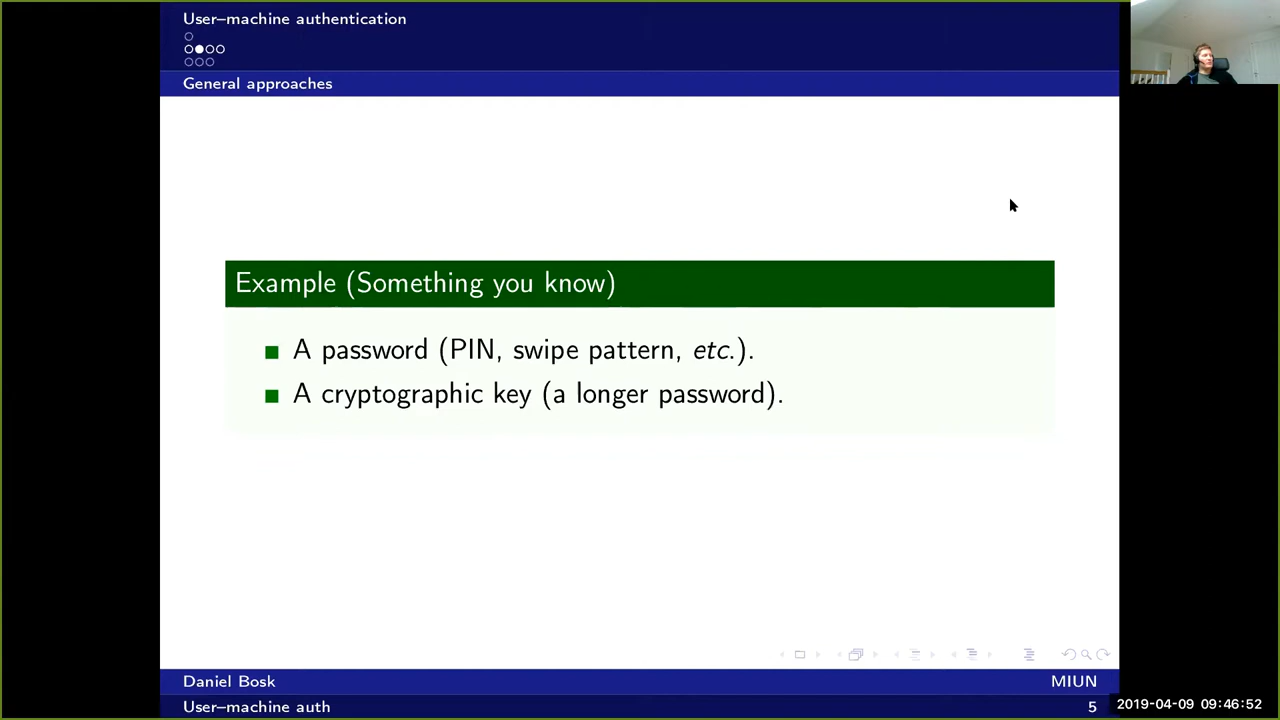 User–machine authentication
General approaches
Example (Something you know)
A password (PIN, swipe pattern, etc.).
A cryptographic key (a longer password).
Daniel Bosk MIUN
User–machine auth 5
2019-04-09 09:46:52